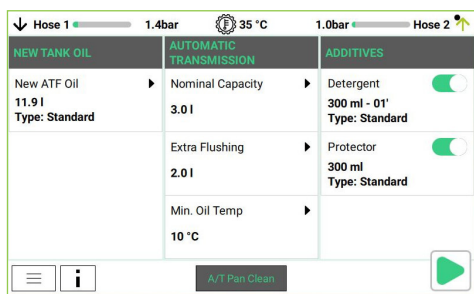 Hose 1 1.4bar 35 °C 1.0bar Hose 2
NEW TANK OIL
New ATF Oil
11.9 l
Type: Standard
AUTOMATIC
TRANSMISSION
Nominal Capacity
3.0 l
Extra Flushing
2.0 l
Min. Oil Temp
10 °C
ADDITIVES
Detergent
300 ml - 01'
Type: Standard
Protector
300 ml
Type: Standard
i
A/T Pan Clean